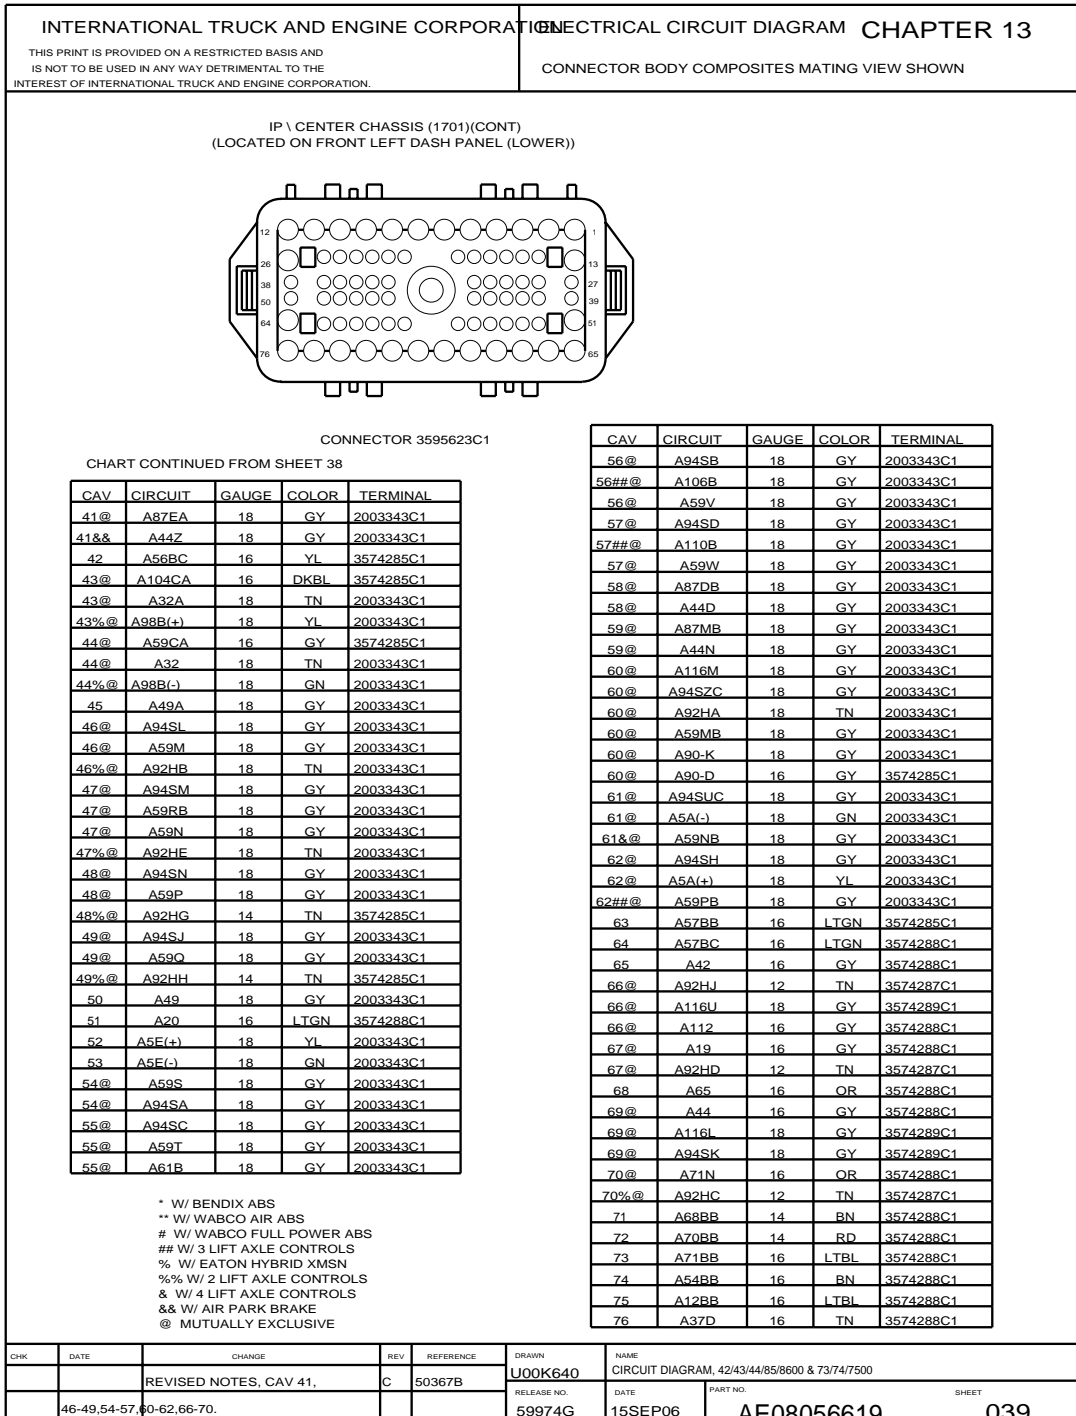 INTERNATIONAL TRUCK AND ENGINE CORPORATION
THIS PRINT IS PROVIDED ON A RESTRICTED BASIS AND
IS NOT TO BE USED IN ANY WAY DETRIMENTAL TO THE
INTEREST OF INTERNATIONAL TRUCK AND ENGINE CORPORATION.
ELECTRICAL CIRCUIT DIAGRAM CHAPTER 13
CONNECTOR BODY COMPOSITES MATING VIEW SHOWN
IP \ CENTER CHASSIS (1701)(CONT)
(LOCATED ON FRONT LEFT DASH PANEL (LOWER))
12 1
26 13
38 27
50 39
64 51
76 65
CONNECTOR 3595623C1
CHART CONTINUED FROM SHEET 38
CAV CIRCUIT GAUGE COLOR TERMINAL
41@ A87EA 18 GY 2003343C1
41&& A44Z 18 GY 2003343C1
42 A56BC 16 YL 3574285C1
43@ A104CA 16 DKBL 3574285C1
43@ A32A 18 TN 2003343C1
43%@ A98B(+) 18 YL 2003343C1
44@ A59CA 16 GY 3574285C1
44@ A32 18 TN 2003343C1
44%@ A98B(-) 18 GN 2003343C1
45 A49A 18 GY 2003343C1
46@ A94SL 18 GY 2003343C1
46@ A59M 18 GY 2003343C1
46%@ A92HB 18 TN 2003343C1
47@ A94SM 18 GY 2003343C1
47@ A59RB 18 GY 2003343C1
47@ A59N 18 GY 2003343C1
47%@ A92HE 18 TN 2003343C1
48@ A94SN 18 GY 2003343C1
48@ A59P 18 GY 2003343C1
48%@ A92HG 14 TN 3574285C1
49@ A94SJ 18 GY 2003343C1
49@ A59Q 18 GY 2003343C1
49%@ A92HH 14 TN 3574285C1
50 A49 18 GY 2003343C1
51 A20 16 LTGN 3574288C1
52 A5E(+) 18 YL 2003343C1
53 A5E(-) 18 GN 2003343C1
54@ A59S 18 GY 2003343C1
54@ A94SA 18 GY 2003343C1
55@ A94SC 18 GY 2003343C1
55@ A59T 18 GY 2003343C1
55@ A61B 18 GY 2003343C1
CAV CIRCUIT GAUGE COLOR TERMINAL
56@ A94SB 18 GY 2003343C1
56##@ A106B 18 GY 2003343C1
56@ A59V 18 GY 2003343C1
57@ A94SD 18 GY 2003343C1
57##@ A110B 18 GY 2003343C1
57@ A59W 18 GY 2003343C1
58@ A87DB 18 GY 2003343C1
58@ A44D 18 GY 2003343C1
59@ A87MB 18 GY 2003343C1
59@ A44N 18 GY 2003343C1
60@ A116M 18 GY 2003343C1
60@ A94SZC 18 GY 2003343C1
60@ A92HA 18 TN 2003343C1
60@ A59MB 18 GY 2003343C1
60@ A90-K 18 GY 2003343C1
60@ A90-D 16 GY 3574285C1
61@ A94SUC 18 GY 2003343C1
61@ A5A(-) 18 GN 2003343C1
61&@ A59NB 18 GY 2003343C1
62@ A94SH 18 GY 2003343C1
62@ A5A(+) 18 YL 2003343C1
62##@ A59PB 18 GY 2003343C1
63 A57BB 16 LTGN 3574285C1
64 A57BC 16 LTGN 3574288C1
65 A42 16 GY 3574288C1
66@ A92HJ 12 TN 3574287C1
66@ A116U 18 GY 3574289C1
66@ A112 16 GY 3574288C1
67@ A19 16 GY 3574288C1
67@ A92HD 12 TN 3574287C1
68 A65 16 OR 3574288C1
69@ A44 16 GY 3574288C1
69@ A116L 18 GY 3574289C1
69@ A94SK 18 GY 3574289C1
70@ A71N 16 OR 3574288C1
70%@ A92HC 12 TN 3574287C1
71 A68BB 14 BN 3574288C1
72 A70BB 14 RD 3574288C1
73 A71BB 16 LTBL 3574288C1
74 A54BB 16 BN 3574288C1
75 A12BB 16 LTBL 3574288C1
76 A37D 16 TN 3574288C1
* W/ BENDIX ABS
** W/ WABCO AIR ABS
# W/ WABCO FULL POWER ABS
## W/ 3 LIFT AXLE CONTROLS
% W/ EATON HYBRID XMSN
%% W/ 2 LIFT AXLE CONTROLS
& W/ 4 LIFT AXLE CONTROLS
&& W/ AIR PARK BRAKE
@ MUTUALLY EXCLUSIVE
CHK DATE CHANGE REV REFERENCE
REVISED NOTES, CAV 41, C 50367B
46-49,54-57,60-62,66-70.
DRAWN
U00K640
NAME
CIRCUIT DIAGRAM, 42/43/44/85/8600 & 73/74/7500
RELEASE NO. DATE PART NO. SHEET
59974G 15SEP06 AE08056619 039